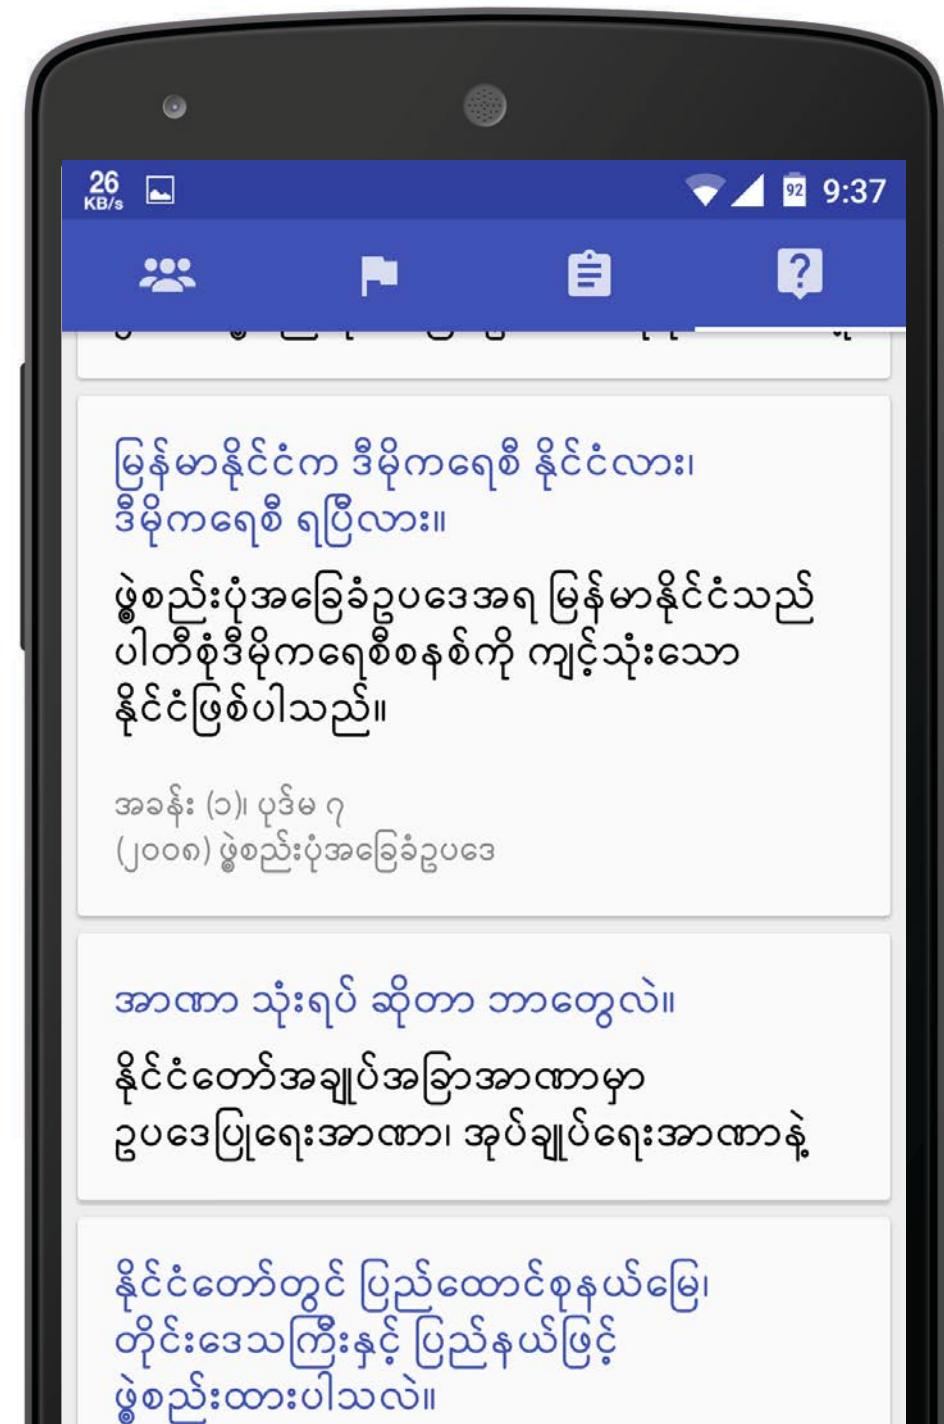 26
KB/s
92
9:37
မြန်မာနိုင်ငံက ဒီမိုကရေစီ နိုင်ငံလား၊
ဒီမိုကရေစီ ရပြီလား။
ဖွဲ့စည်းပုံအခြေခံဥပဒေအရ မြန်မာနိုင်ငံသည်
ပါတီစုံဒီမိုကရေစီစနစ်ကို ကျင့်သုံးသော
နိုင်ငံဖြစ်ပါသည်။
အခန်း (၁)၊ ပုဒ်မ ၇
(၂၀၀၈) ဖွဲ့စည်းပုံအခြေခံဥပဒေ
အာဏာ သုံးရပ် ဆိုတာ ဘာတွေလဲ။
နိုင်ငံတော်အချုပ်အခြာအာဏာမှာ
ဥပဒေပြုရေးအာဏာ၊ အုပ်ချုပ်ရေးအာဏာနဲ့
နိုင်ငံတော်တွင် ပြည်ထောင်စုနယ်မြေ၊
တိုင်းဒေသကြီးနှင့် ပြည်နယ်ဖြင့်
ဖွဲ့စည်းထားပါသလဲ။